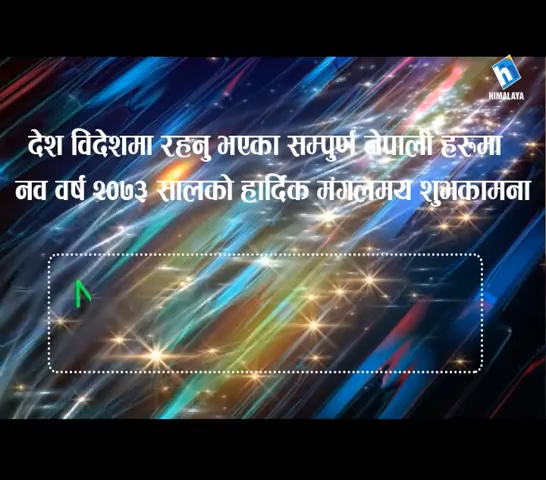 HIMALAYA
देश विदेशमा रहनु भएका सम्पुर्ण नेपाली हरुमा
नव वर्ष २०७३ सालको हार्दिक मंगलमय शुभकामना
N